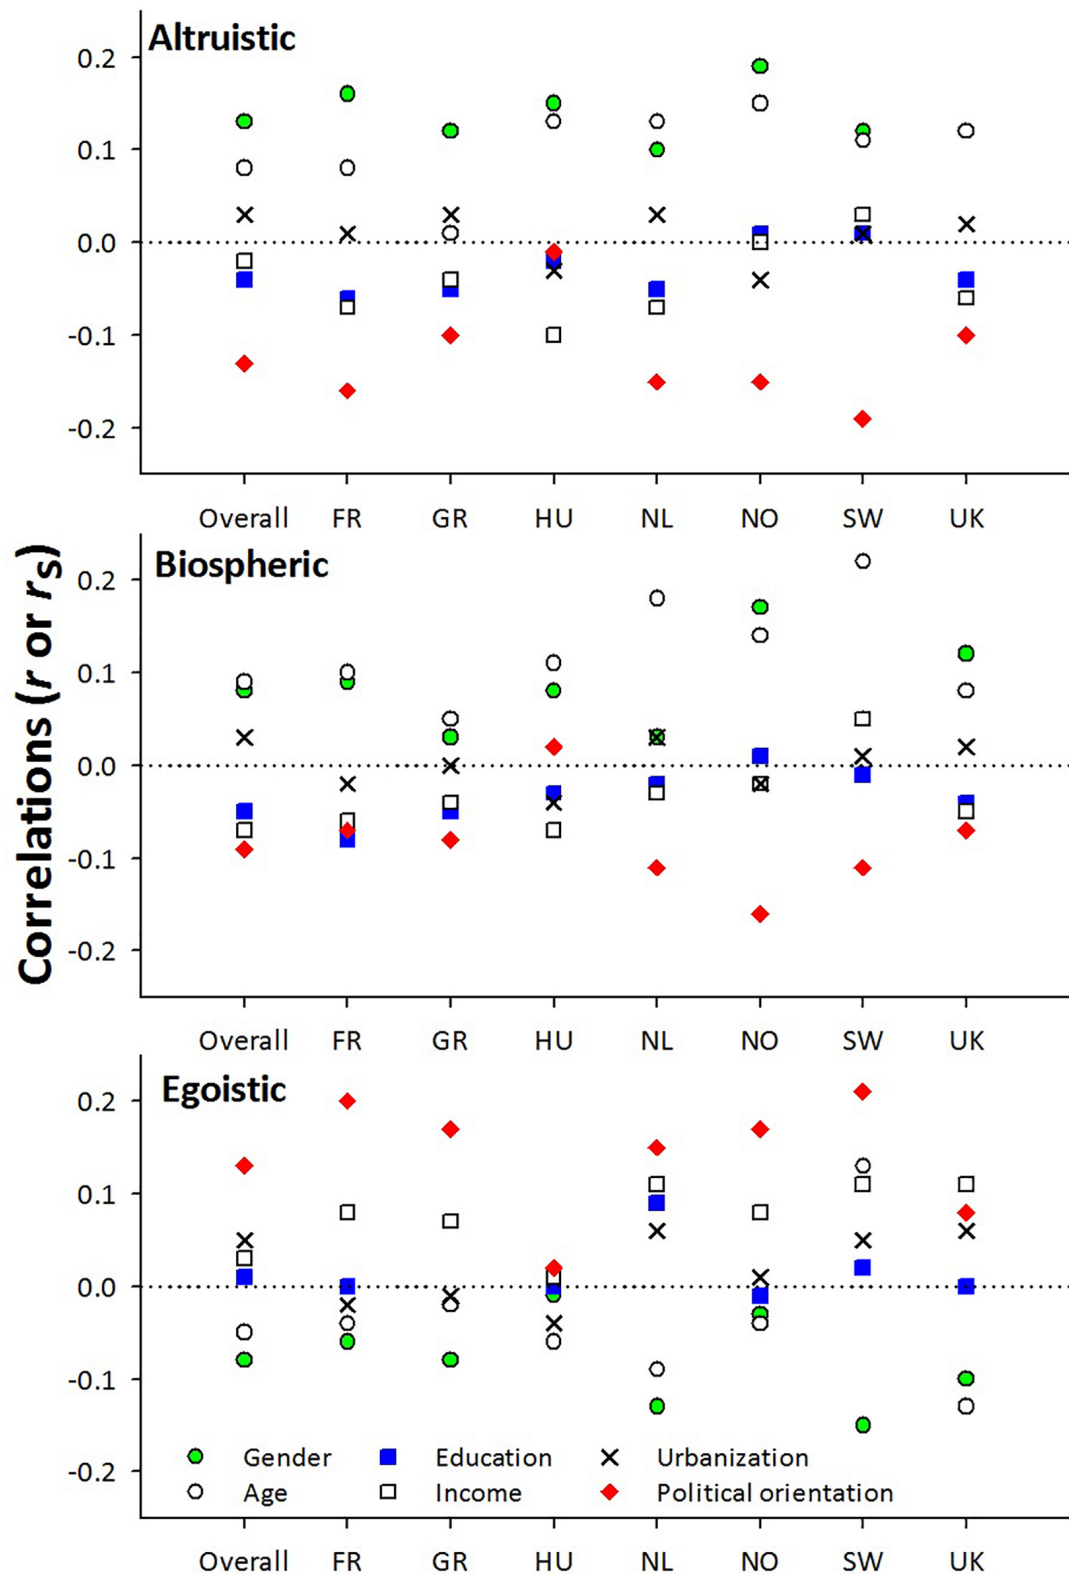 Altruistic
0.2
0.1
0.0
-0.1
-0.2
Overall FR GR HU NL NO SW UK
Correlations (r or rs)
Biospheric
0.2
0.1
0.0
-0.1
-0.2
Overall FR GR HU NL NO SW UK
Egoistic
0.2
0.1
0.0
-0.1
-0.2
Gender Education Urbanization
Age Income Political orientation
Overall FR GR HU NL NO SW UK